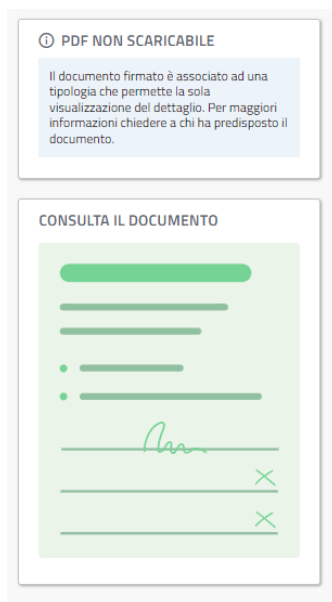 PDF NON SCARICABILE
Il documento firmato è associato ad una
tipologia che permette la sola
visualizzazione del dettaglio. Per maggiori
informazioni chiedere a chi ha predisposto il
documento.
CONSULTA IL DOCUMENTO